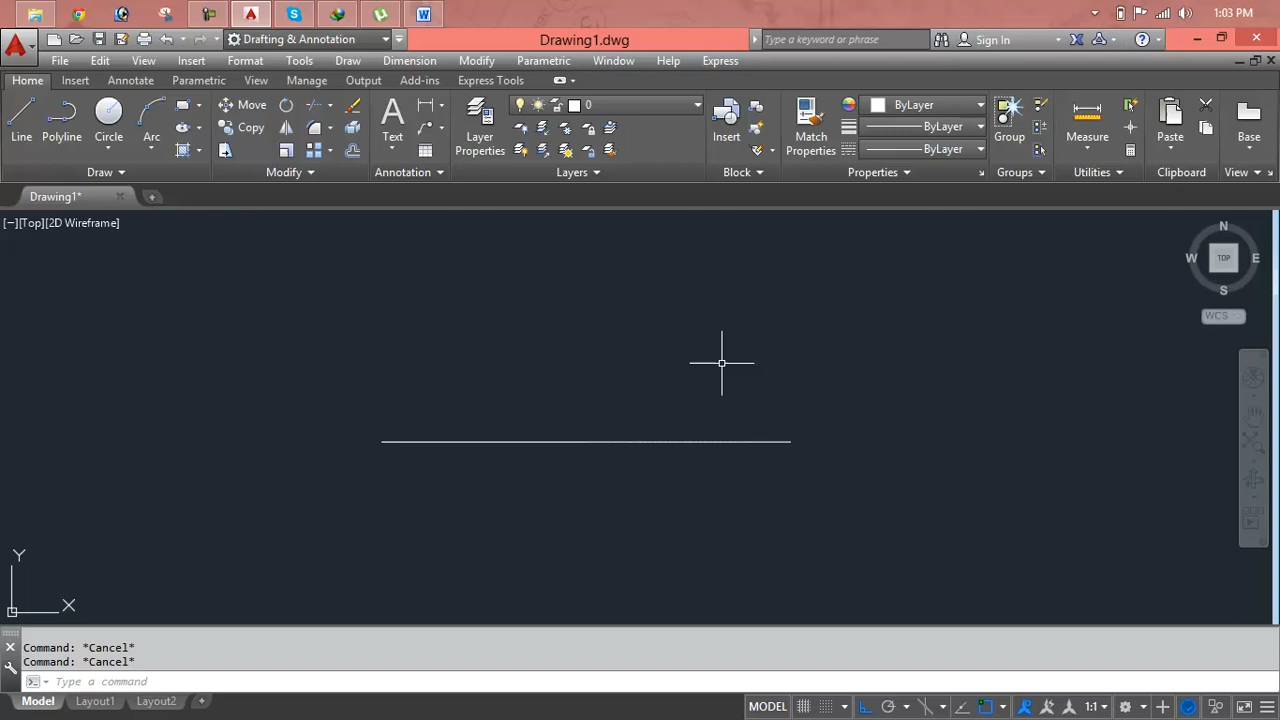 1:03 PM
Drafting & Annotation
Drawing1.dwg
Type a keyword or phrase
Sign In
File Edit View Insert Format Tools Draw Dimension Modify Parametric Window Help Express
Home Insert Annotate Parametric View Manage Output Add-ins Express Tools
Line Polyline Circle Arc
Move
Copy
Text
Layer
Properties
0
Insert
Match
Properties
ByLayer
ByLayer
ByLayer
Group
Measure
Paste
Base
Draw Modify Annotation Layers Block Properties Groups Utilities Clipboard View
Drawing1*
[−][Top][2D Wireframe]
N
W TOP E
S
WCS
Y
X
Command: *Cancel*
Command: *Cancel*
Type a command
Model Layout1 Layout2
MODEL 1:1